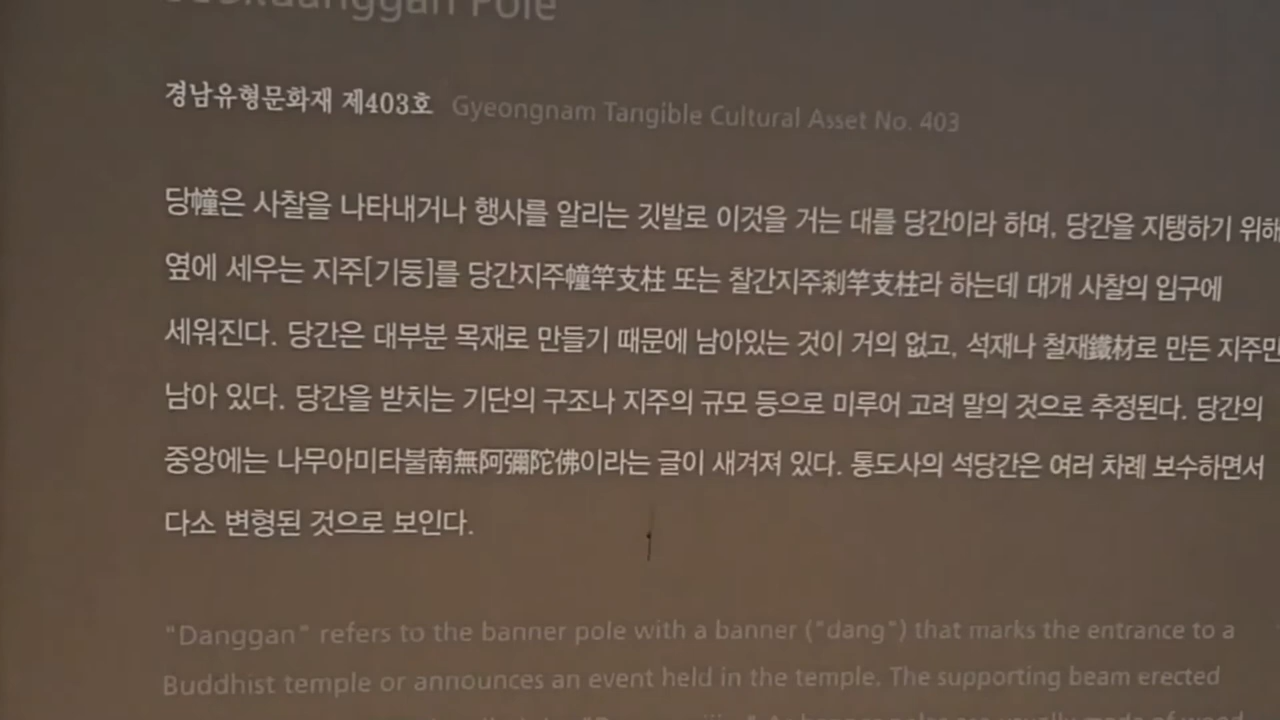 Pole
경남유형문화재 제403호 Gyeongnam Tangible Cultural Asset No. 403
당幢은 사찰을 나타내거나 행사를 알리는 깃발로 이것을 거는 대를 당간이라 하며, 당간을 지탱하기 위해
옆에 세우는 지주[기둥]를 당간지주幢竿支柱 또는 찰간지주刹竿支柱라 하는데 대개 사찰의 입구에
세워진다. 당간은 대부분 목재로 만들기 때문에 남아있는 것이 거의 없고, 석재나 철재鐵材로 만든 지주만
남아 있다. 당간을 받치는 기단의 구조나 지주의 규모 등으로 미루어 고려 말의 것으로 추정된다. 당간의
중앙에는 나무아미타불南無阿彌陀佛이라는 글이 새겨져 있다. 통도사의 석당간은 여러 차례 보수하면서
다소 변형된 것으로 보인다.
"Danggan" refers to the banner pole with a banner ("dang") that marks the entrance to a
Buddhist temple or announces an event held in the temple. The supporting beam erected